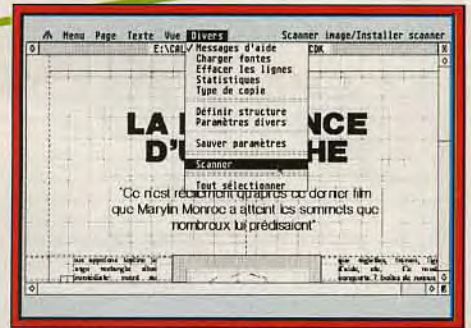 Menu Page Texte Vue Divers Scanner image/Installer scanner
E:\CAL CDK
✓ Messages d'aide
Charger fontes
Effacer les lignes
Statistiques
Type de copie
Définir structure
Paramètres divers
Sauver paramètres
Scanner
Tout sélectionner
LA NCE
D'U HE
"Ce n'est réellement qu'après ce dernier film
que Marylin Monroe a atteint les sommets que
nombreux lui prédisaient"